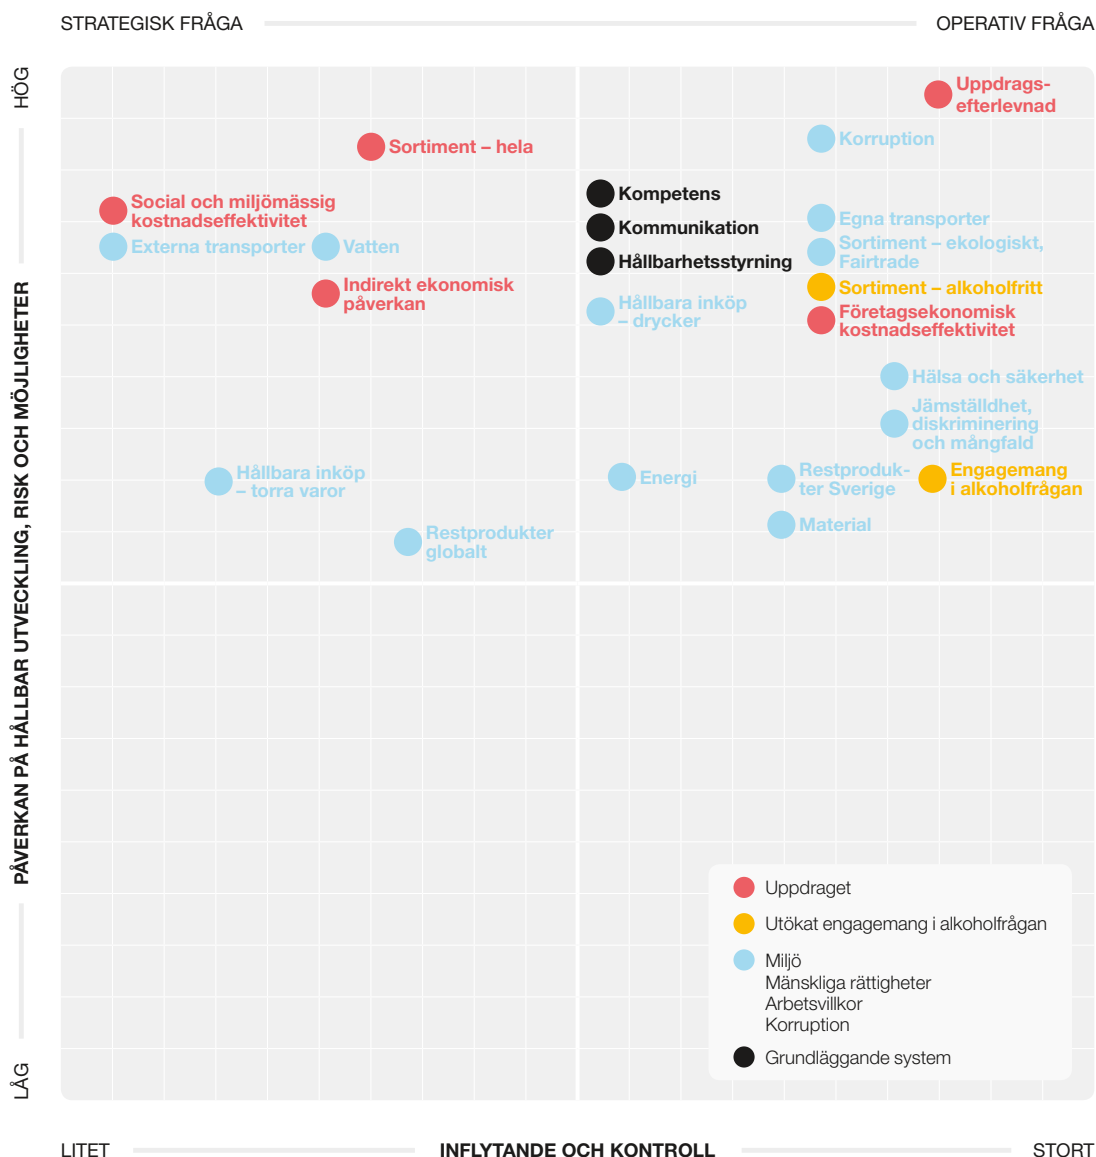 STRATEGISK FRÅGA
OPERATIV FRÅGA
HÖG
PÅVERKAN PÅ HÅLLBAR UTVECKLING, RISK OCH MÖJLIGHETER
LÅG
Uppdrags-
efterlevnad
Korruption
Sortiment – hela
Kompetens
Social och miljömässig
kostnadseffektivitet
Egna transporter
Kommunikation
Externa transporter
Vatten
Sortiment – ekologiskt,
Fairtrade
Hållbarhetsstyrning
Indirekt ekonomisk
påverkan
Sortiment – alkoholfritt
Hållbara inköp
– drycker
Företagsekonomisk
kostnadseffektivitet
Hälsa och säkerhet
Jämställdhet,
diskriminering
och mångfald
Hållbara inköp
– torra varor
Energi
Restproduk-
ter Sverige
Engagemang
i alkoholfrågan
Material
Restprodukter
globalt
Uppdraget
Utökat engagemang i alkoholfrågan
Miljö
Mänskliga rättigheter
Arbetsvillkor
Korruption
Grundläggande system
LITET
INFLYTANDE OCH KONTROLL
STORT